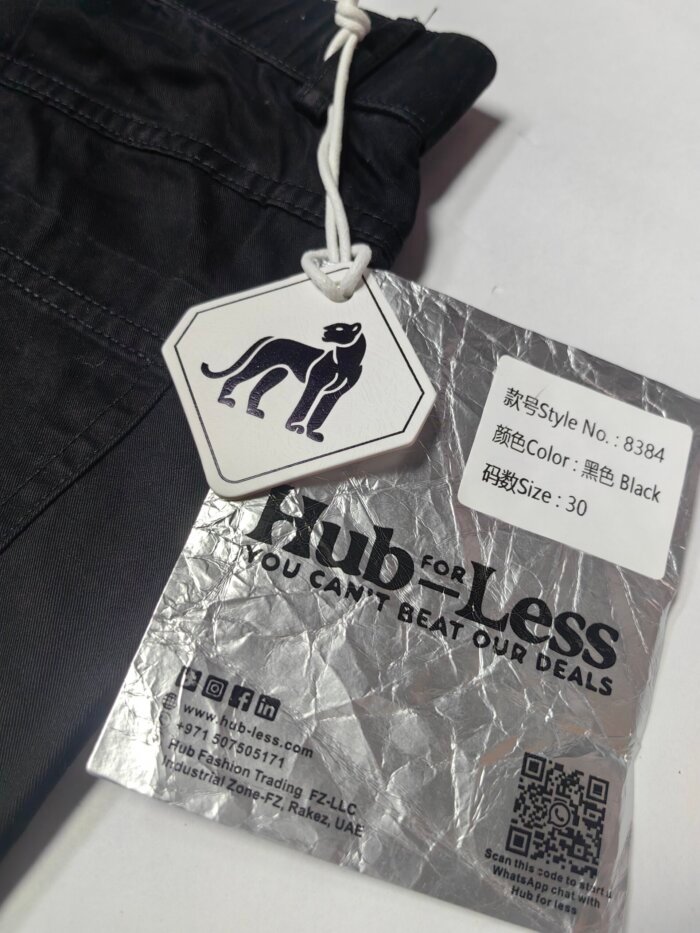 款号Style No. : 8384
颜色Color : 黑色 Black
码数Size : 30
Hub FOR Less
YOU CAN'T BEAT OUR DEALS
www.hub-less.com
+971 507505171
Hub Fashion Trading FZ-LLC
Industrial Zone-FZ, Rakez, UAE
Scan this code to start a
WhatsApp chat with
Hub for less